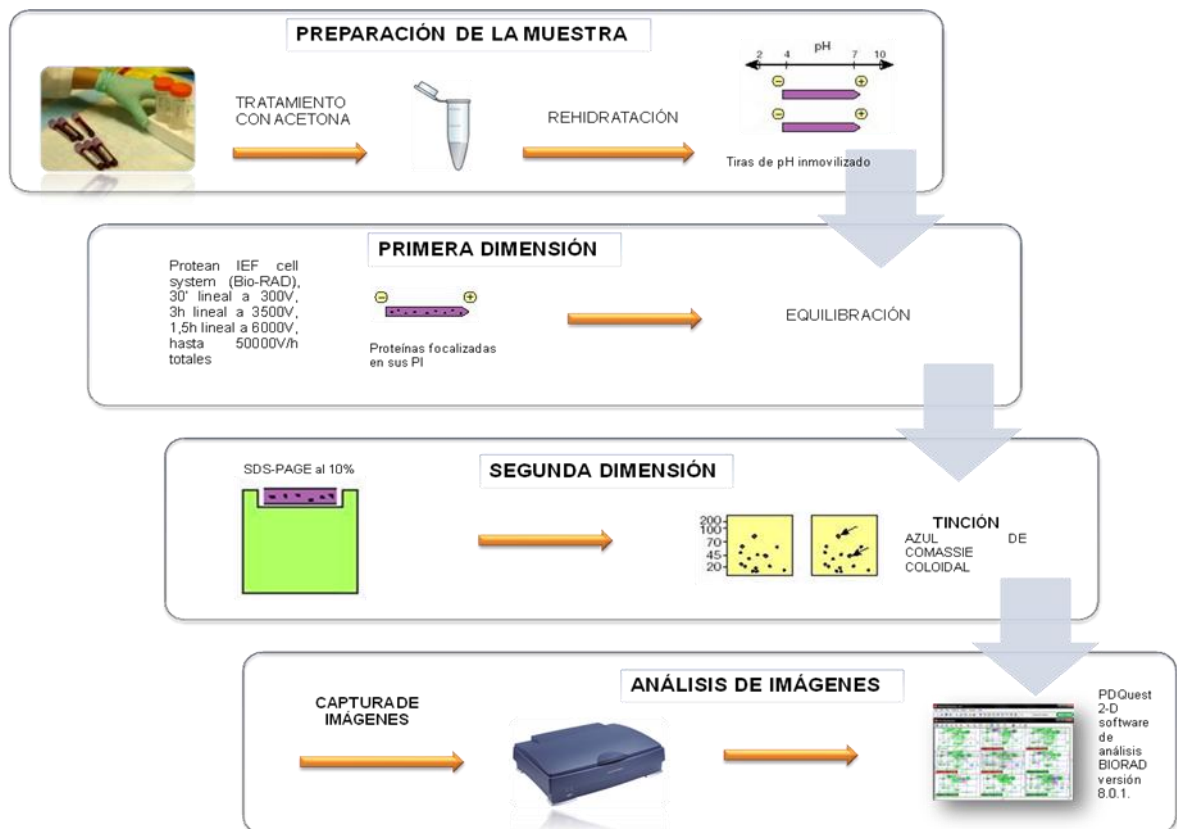 PREPARACIÓN DE LA MUESTRA
TRATAMIENTO
CON ACETONA
REHIDRATACIÓN
pH
2 4 7 10
- +
- +
Tiras de pH inmovilizado
PRIMERA DIMENSIÓN
Protean IEF cell
system (Bio-RAD),
30' lineal a 300V,
3h lineal a 3500V,
1,5h lineal a 6000V,
hasta 50000V/h
totales
- +
Proteínas focalizadas
en sus PI
EQUILIBRACIÓN
SEGUNDA DIMENSIÓN
SDS-PAGE al 10%
200
100
70
45
20
TINCIÓN
AZUL DE
COMASSIE
COLOIDAL
ANÁLISIS DE IMÁGENES
CAPTURA DE
IMÁGENES
PDQuest
2-D
software
de
análisis
BIORAD
versión
8.0.1.